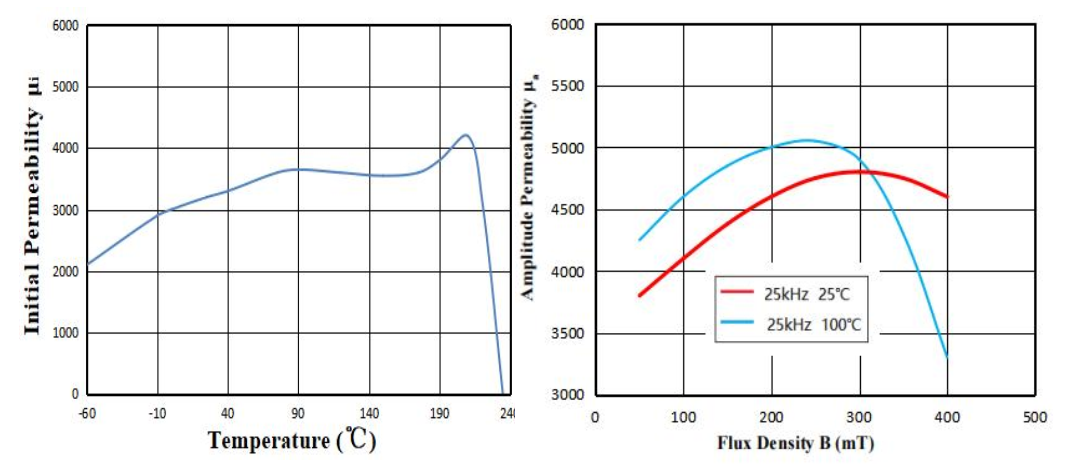 6000
5000
4000
3000
2000
1000
0
-60 -10 40 90 140 190 24
Initial Permeability μi
Temperature (℃)
6000
5500
5000
4500
4000
3500
3000
0 100 200 300 400 500
Amplitude Permeability μa
25kHz 25℃
25kHz 100℃
Flux Density B (mT)